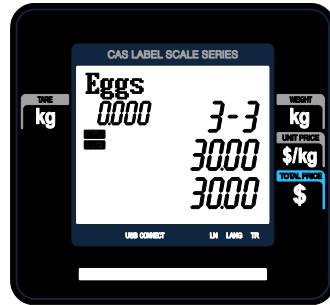 CAS LABEL SCALE SERIES
Eggs
TARE
kg
0.000
3-3
WEIGHT
kg
30.00
UNIT PRICE
$/kg
30.00
TOTAL PRICE
$
USB CONNECT LN LANG TR